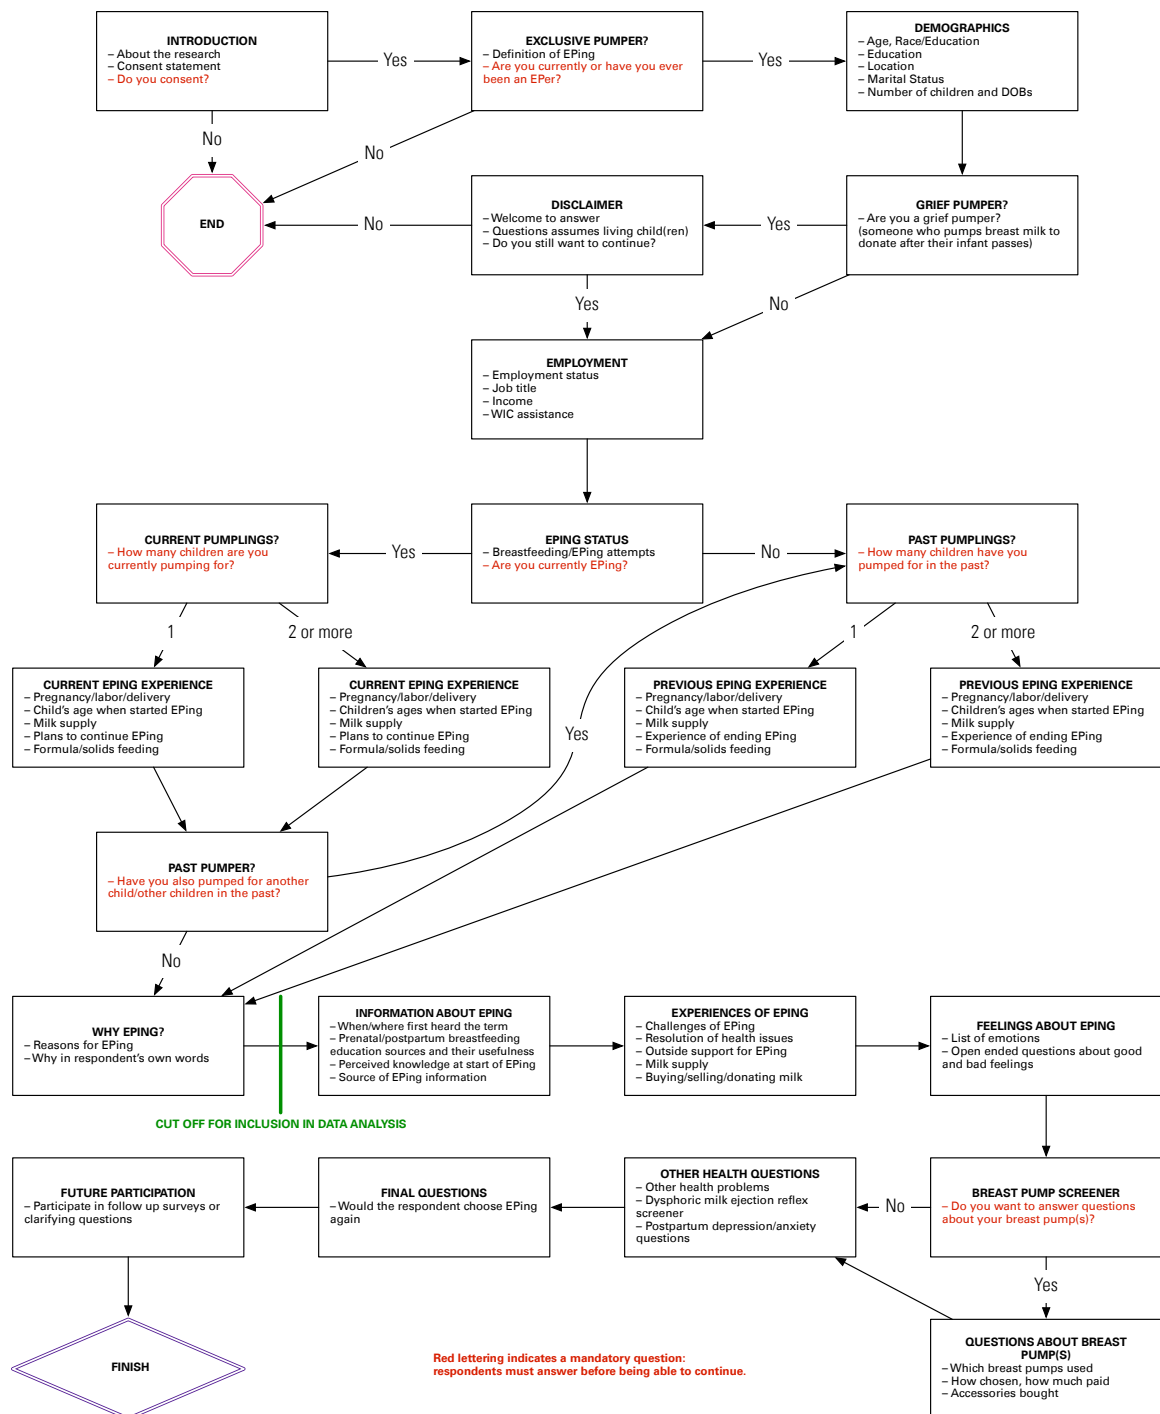 INTRODUCTION
– About the research
– Consent statement
– Do you consent?
Yes
EXCLUSIVE PUMPER?
– Definition of EPing
– Are you currently or have you ever
been an EPer?
Yes
DEMOGRAPHICS
– Age, Race/Education
– Education
– Location
– Marital Status
– Number of children and DOBs
No
No
END
No
DISCLAIMER
– Welcome to answer
– Questions assumes living child(ren)
– Do you still want to continue?
Yes
GRIEF PUMPER?
– Are you a grief pumper?
(someone who pumps breast milk to
donate after their infant passes)
Yes
No
EMPLOYMENT
– Employment status
– Job title
– Income
– WIC assistance
CURRENT PUMPLINGS?
– How many children are you
currently pumping for?
Yes
EPING STATUS
– Breastfeeding/EPing attempts
– Are you currently EPing?
No
PAST PUMPLINGS?
– How many children have you
pumped for in the past?
1
2 or more
1
2 or more
CURRENT EPING EXPERIENCE
– Pregnancy/labor/delivery
– Child's age when started EPing
– Milk supply
– Plans to continue EPing
– Formula/solids feeding
CURRENT EPING EXPERIENCE
– Pregnancy/labor/delivery
– Children's ages when started EPing
– Milk supply
– Plans to continue EPing
– Formula/solids feeding
Yes
PREVIOUS EPING EXPERIENCE
– Pregnancy/labor/delivery
– Child's age when started EPing
– Milk supply
– Experience of ending EPing
– Formula/solids feeding
PREVIOUS EPING EXPERIENCE
– Pregnancy/labor/delivery
– Children's ages when started EPing
– Milk supply
– Experience of ending EPing
– Formula/solids feeding
PAST PUMPER?
– Have you also pumped for another
child/other children in the past?
No
WHY EPING?
– Reasons for EPing
– Why in respondent's own words
INFORMATION ABOUT EPING
– When/where first heard the term
– Prenatal/postpartum breastfeeding
education sources and their usefulness
– Perceived knowledge at start of EPing
– Source of EPing information
EXPERIENCES OF EPING
– Challenges of EPing
– Resolution of health issues
– Outside support for EPing
– Milk supply
– Buying/selling/donating milk
FEELINGS ABOUT EPING
– List of emotions
– Open ended questions about good
and bad feelings
CUT OFF FOR INCLUSION IN DATA ANALYSIS
FUTURE PARTICIPATION
– Participate in follow up surveys or
clarifying questions
FINAL QUESTIONS
– Would the respondent choose EPing
again
OTHER HEALTH QUESTIONS
– Other health problems
– Dysphoric milk ejection reflex
screener
– Postpartum depression/anxiety
questions
No
BREAST PUMP SCREENER
– Do you want to answer questions
about your breast pump(s)?
Yes
FINISH
Red lettering indicates a mandatory question:
respondents must answer before being able to continue.
QUESTIONS ABOUT BREAST
PUMP(S)
– Which breast pumps used
– How chosen, how much paid
– Accessories bought